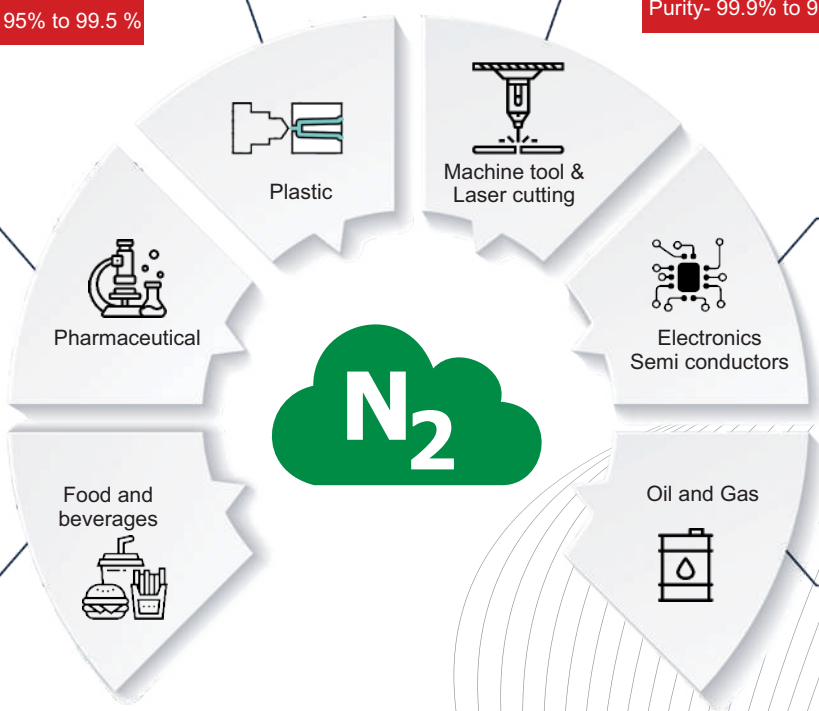 95% to 99.5 %
Purity- 99.9% to 9
Plastic
Machine tool &
Laser cutting
Pharmaceutical
Electronics
Semi conductors
N2
Food and
beverages
Oil and Gas